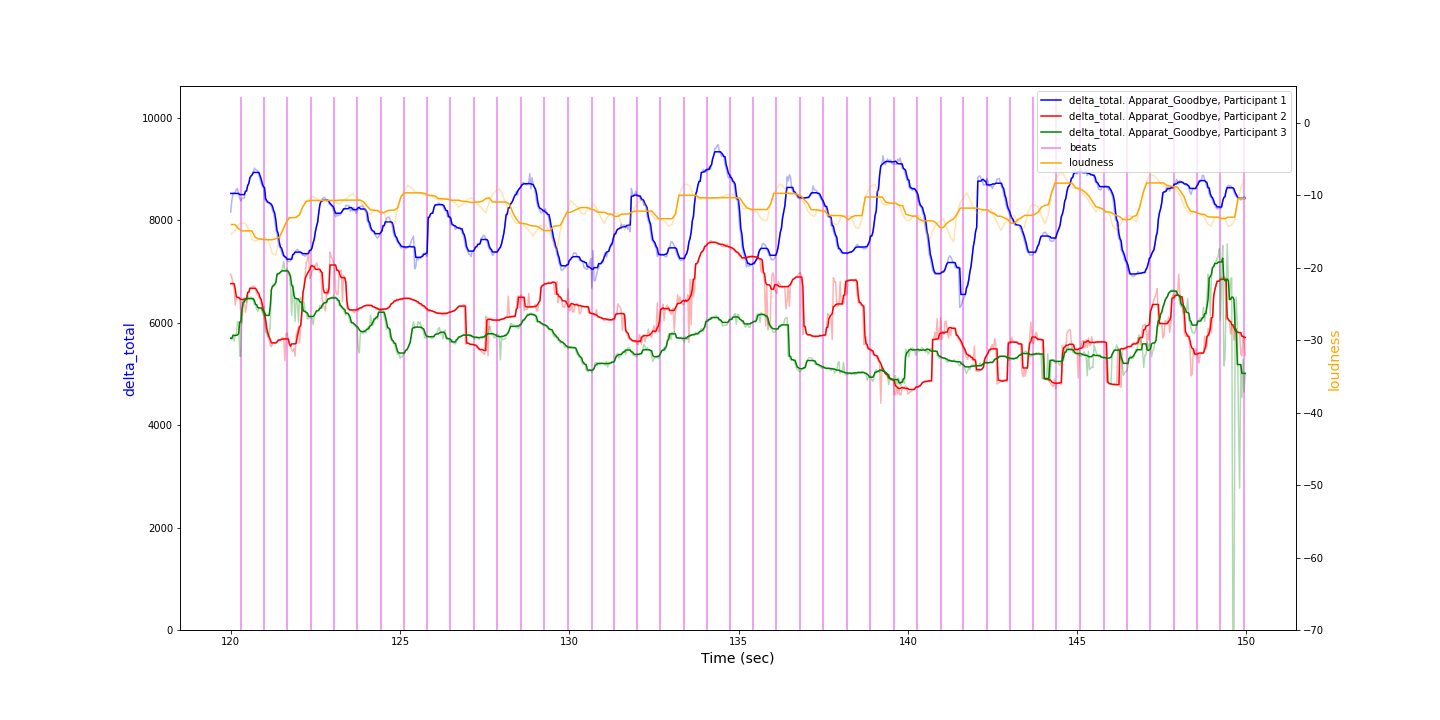 delta_total. Apparat_Goodbye, Participant 1
delta_total. Apparat_Goodbye, Participant 2
delta_total. Apparat_Goodbye, Participant 3
beats
loudness
delta_total
10000
8000
6000
4000
2000
0
0
−10
−20
−30
−40
−50
−60
−70
loudness
120
125
130
135
140
145
150
Time (sec)